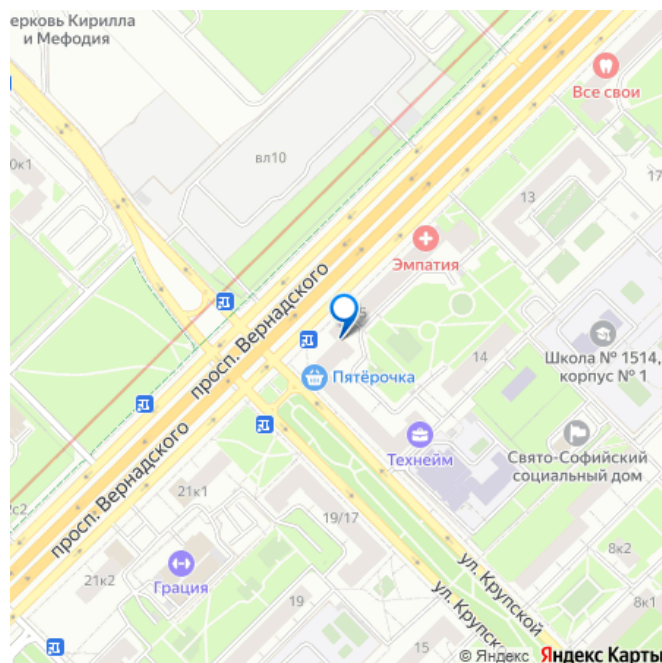 ерковь Кирилла
и Мефодия
Все свои
вл10
0к1
17
13
Эмпатия
просп. Вернадского
5
Школа № 1514,
корпус № 1
14
Пятёрочка
Технейм
Свято-Софийский
социальный дом
просп. Вернадского
21к1
2с2
19/17
8к2
21к2
Грация
ул. Крупской
19
8к1
ул. Крупско
15
© Яндекс Яндекс Карты